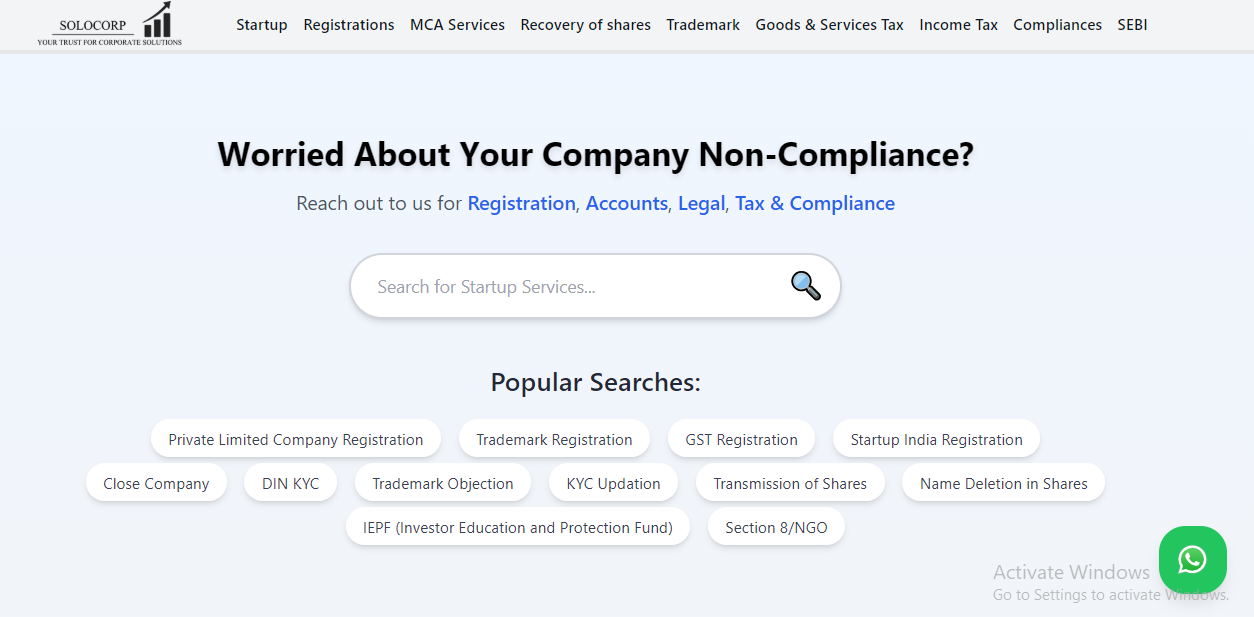 SOLOCORP
YOUR TRUST FOR CORPORATE SOLUTIONS
Startup Registrations MCA Services Recovery of shares Trademark Goods & Services Tax Income Tax Compliances SEBI
Worried About Your Company Non-Compliance?
Reach out to us for Registration, Accounts, Legal, Tax & Compliance
Search for Startup Services...
Popular Searches:
Private Limited Company Registration Trademark Registration GST Registration Startup India Registration
Close Company DIN KYC Trademark Objection KYC Updation Transmission of Shares Name Deletion in Shares
IEPF (Investor Education and Protection Fund) Section 8/NGO
Activate Windows
Go to Settings to activate Windows.